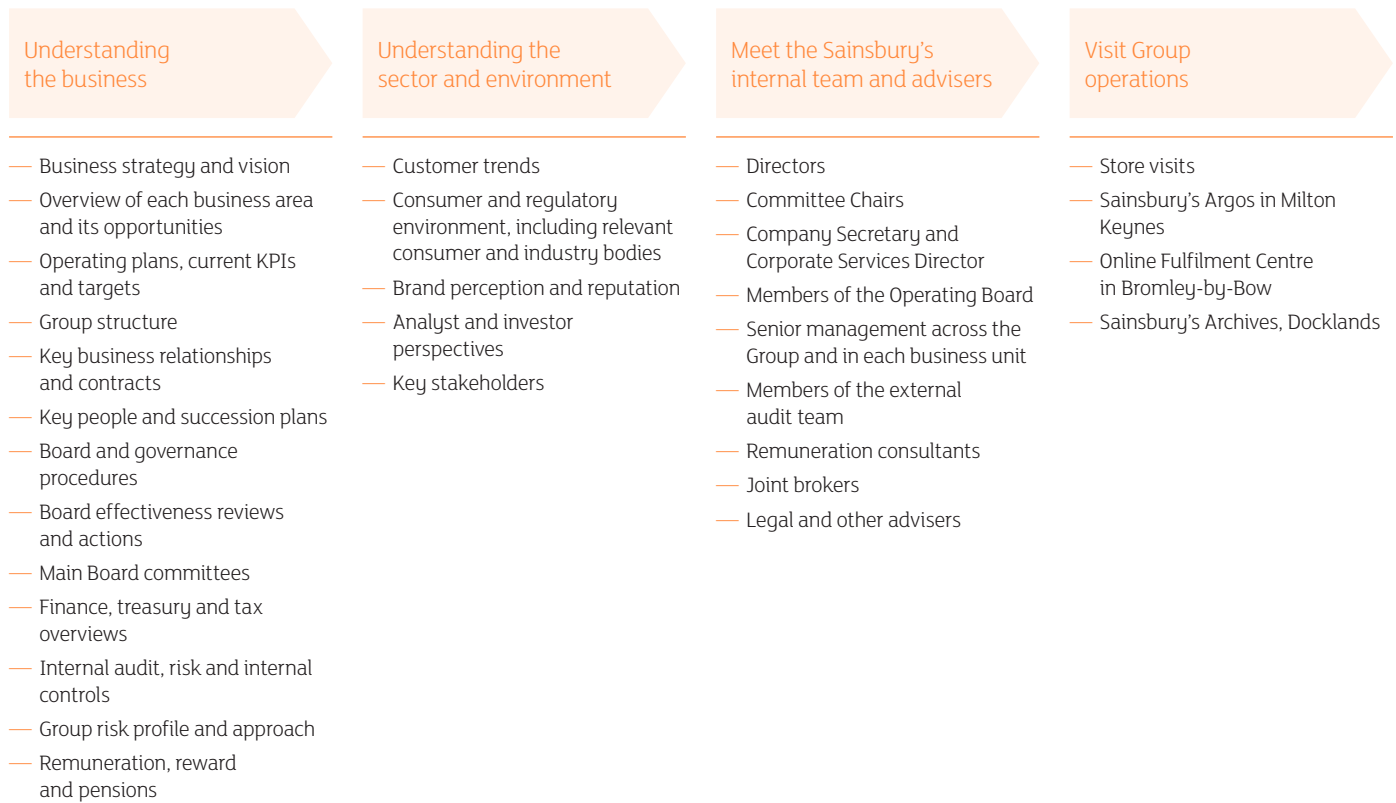 Understanding
the business
— Business strategy and vision
— Overview of each business area
and its opportunities
— Operating plans, current KPIs
and targets
— Group structure
— Key business relationships
and contracts
— Key people and succession plans
— Board and governance
procedures
— Board effectiveness reviews
and actions
— Main Board committees
— Finance, treasury and tax
overviews
— Internal audit, risk and internal
controls
— Group risk profile and approach
— Remuneration, reward
and pensions
Understanding the
sector and environment
— Customer trends
— Consumer and regulatory
environment, including relevant
consumer and industry bodies
— Brand perception and reputation
— Analyst and investor
perspectives
— Key stakeholders
Meet the Sainsbury’s
internal team and advisers
— Directors
— Committee Chairs
— Company Secretary and
Corporate Services Director
— Members of the Operating Board
— Senior management across the
Group and in each business unit
— Members of the external
audit team
— Remuneration consultants
— Joint brokers
— Legal and other advisers
Visit Group
operations
— Store visits
— Sainsbury’s Argos in Milton
Keynes
— Online Fulfilment Centre
in Bromley-by-Bow
— Sainsbury’s Archives, Docklands